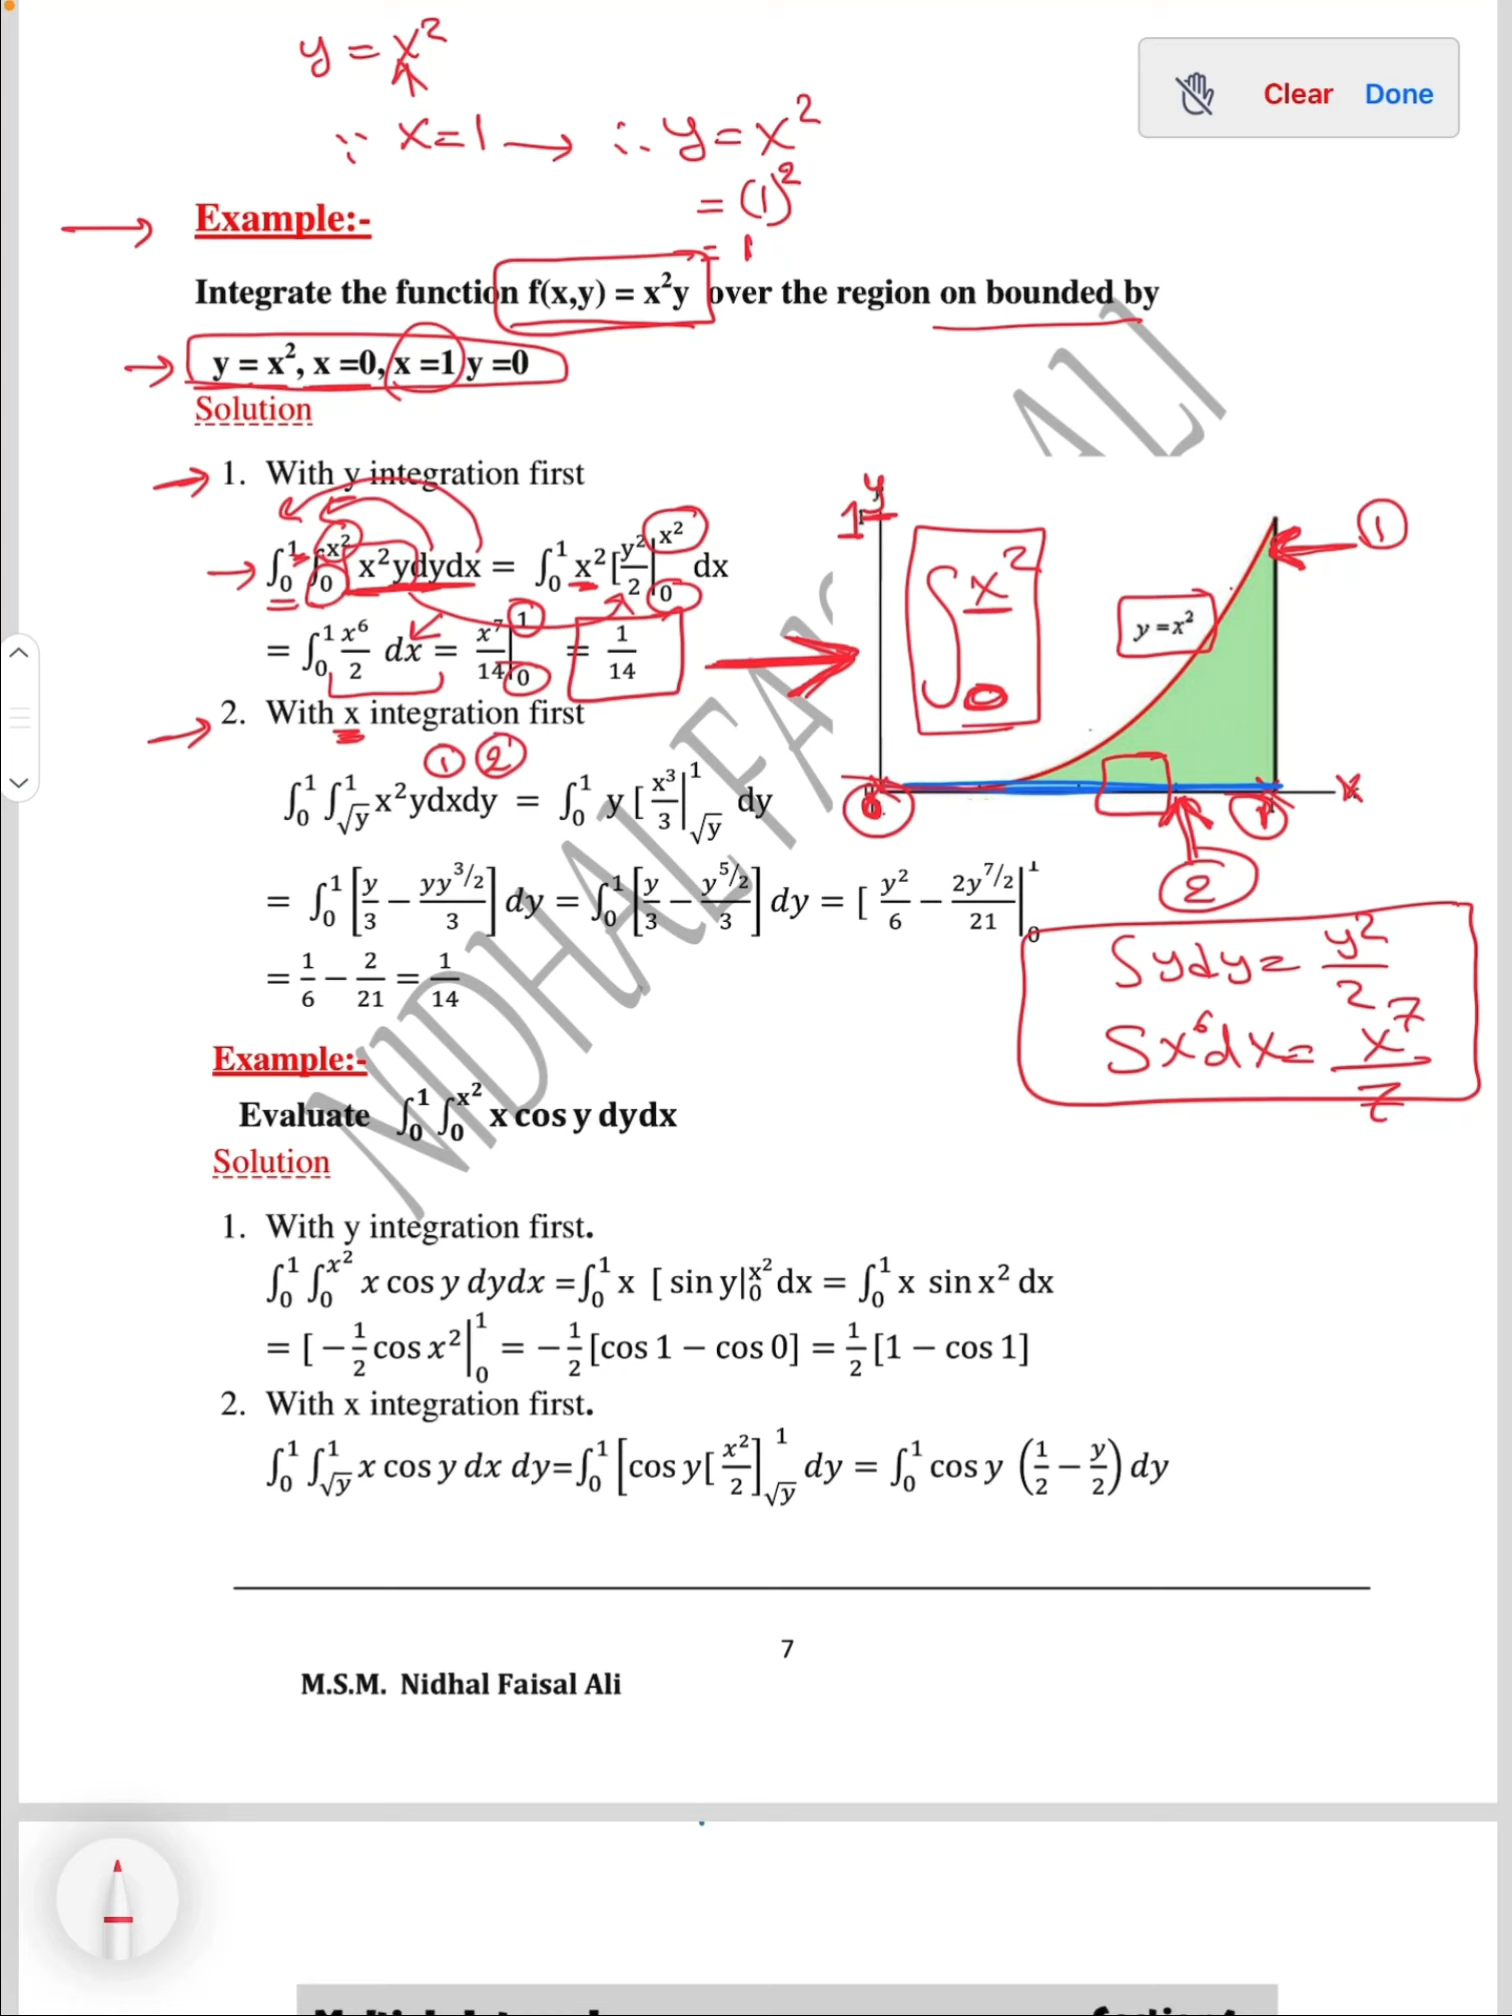 y = x²
∵ x=1 → ∴ y = x²
= (1)²
= 1
Clear Done
Example:-
Integrate the function f(x,y) = x²y over the region on bounded by
y = x², x =0, x =1 y =0
Solution
1. With y integration first
∫₀¹ ∫₀^x² x²ydydx = ∫₀¹ x² [y²/2|₀^x² dx
= ∫₀¹ x⁶/2 dx = x⁷/14|₀¹ = 1/14
y
1
∫₀^x²
y = x²
①
0
1
x
②
2. With x integration first
① ②
∫₀¹ ∫_√y^1 x²ydxdy = ∫₀¹ y [x³/3|_√y^1 dy
= ∫₀¹ [y/3 − yy^3/2/3] dy = ∫₀¹ [y/3 − y^5/2/3] dy = [ y²/6 − 2y^7/2/21|₀¹
= 1/6 − 2/21 = 1/14
∫ydy = y²/2
∫x⁶dx = x⁷/7
Example:-
Evaluate ∫₀¹ ∫₀^x² x cos y dydx
Solution
1. With y integration first.
∫₀¹ ∫₀^x² x cos y dydx =∫₀¹ x [ sin y|₀^x² dx = ∫₀¹ x sin x² dx
= [ −1/2 cos x²|₀¹ = −1/2 [cos 1 − cos 0] = 1/2 [1 − cos 1]
2. With x integration first.
∫₀¹ ∫_√y^1 x cos y dx dy=∫₀¹ [cos y[x²/2]_√y^1 dy = ∫₀¹ cos y (1/2 − y/2) dy
7
M.S.M. Nidhal Faisal Ali